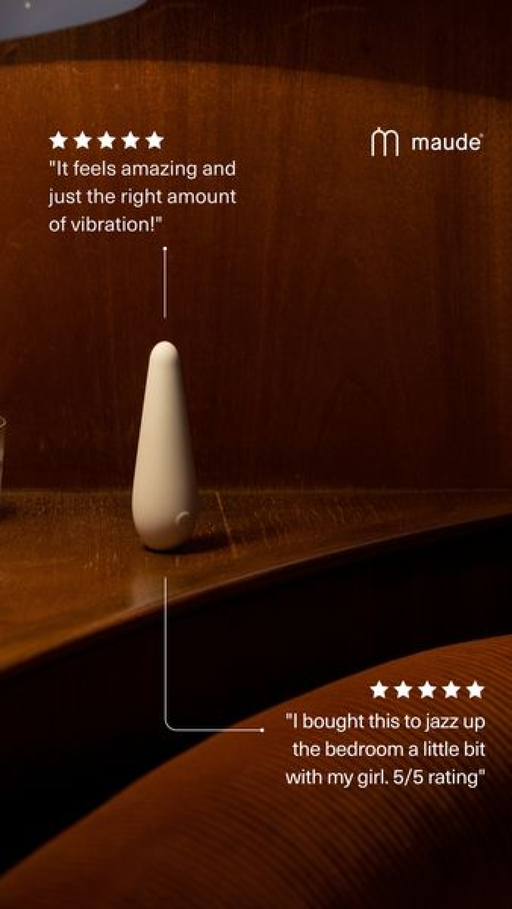 maude®
★★★★★
"It feels amazing and
just the right amount
of vibration!"
★★★★★
"I bought this to jazz up
the bedroom a little bit
with my girl. 5/5 rating"